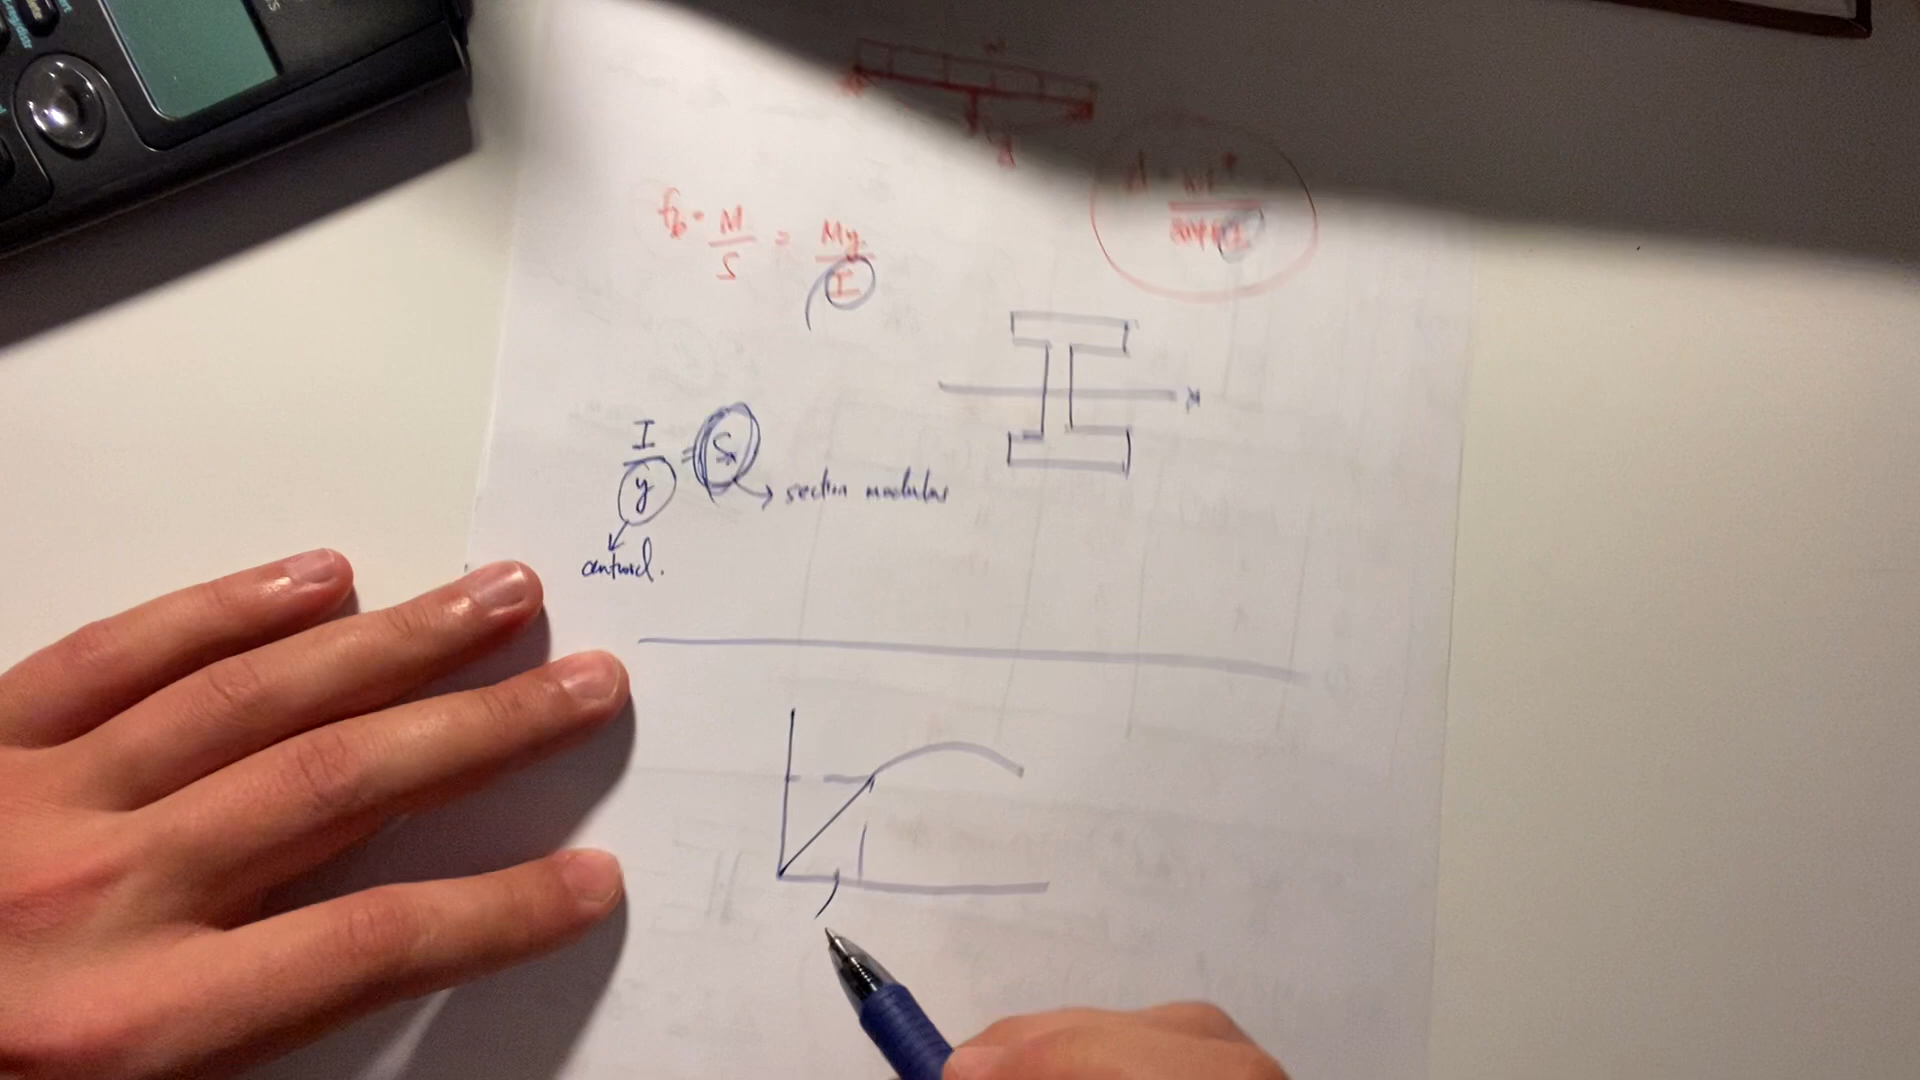 w
d
fb = M/S = My/I
x
I/y = Sx
section modulus
centroid.